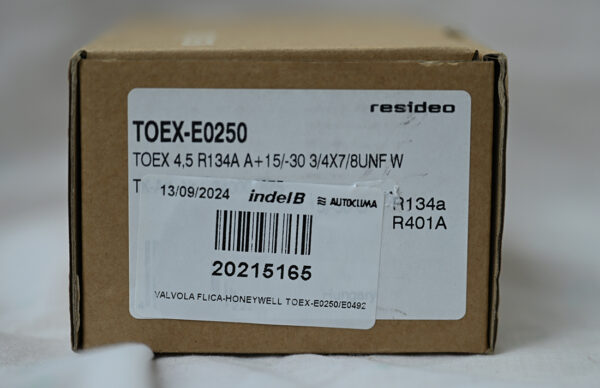 resideo
TOEX-E0250
TOEX 4,5 R134A A+15/-30 3/4X7/8UNF W
13/09/2024 indelB AUTOCLIMA
R134a
R401A
20215165
VALVOLA FLICA-HONEYWELL TOEX-E0250/E0492